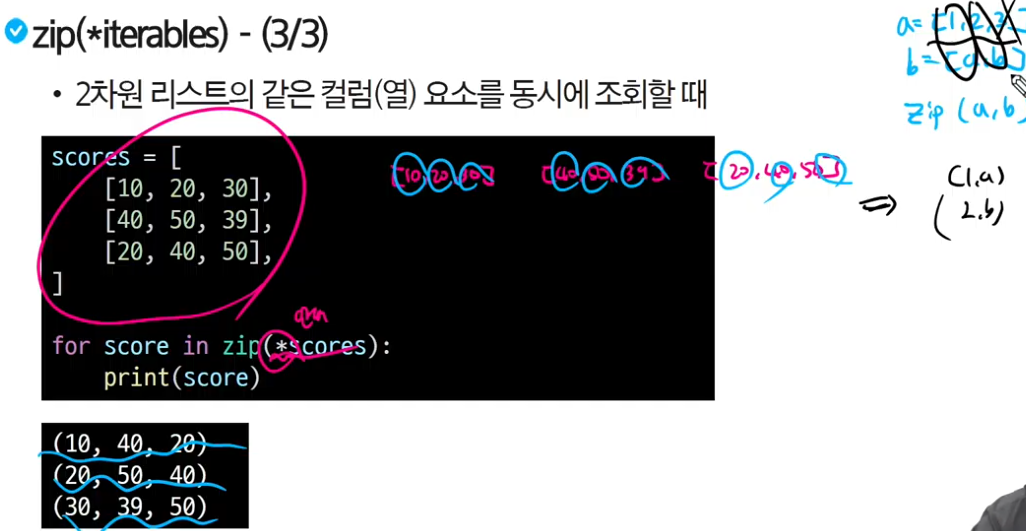 zip(*iterables) - (3/3)
• 2차원 리스트의 같은 컬럼(열) 요소를 동시에 조회할 때
scores = [
[10, 20, 30],
[40, 50, 39],
[20, 40, 50],
]
for score in zip(*scores):
print(score)
(10, 40, 20)
(20, 50, 40)
(30, 39, 50)
[10, 20, 30] [40, 50, 39] [20, 40, 50]
a= [1, 2, 3]
b= [a, b]
zip (a, b)
⇒ (1, a)
(2, b)